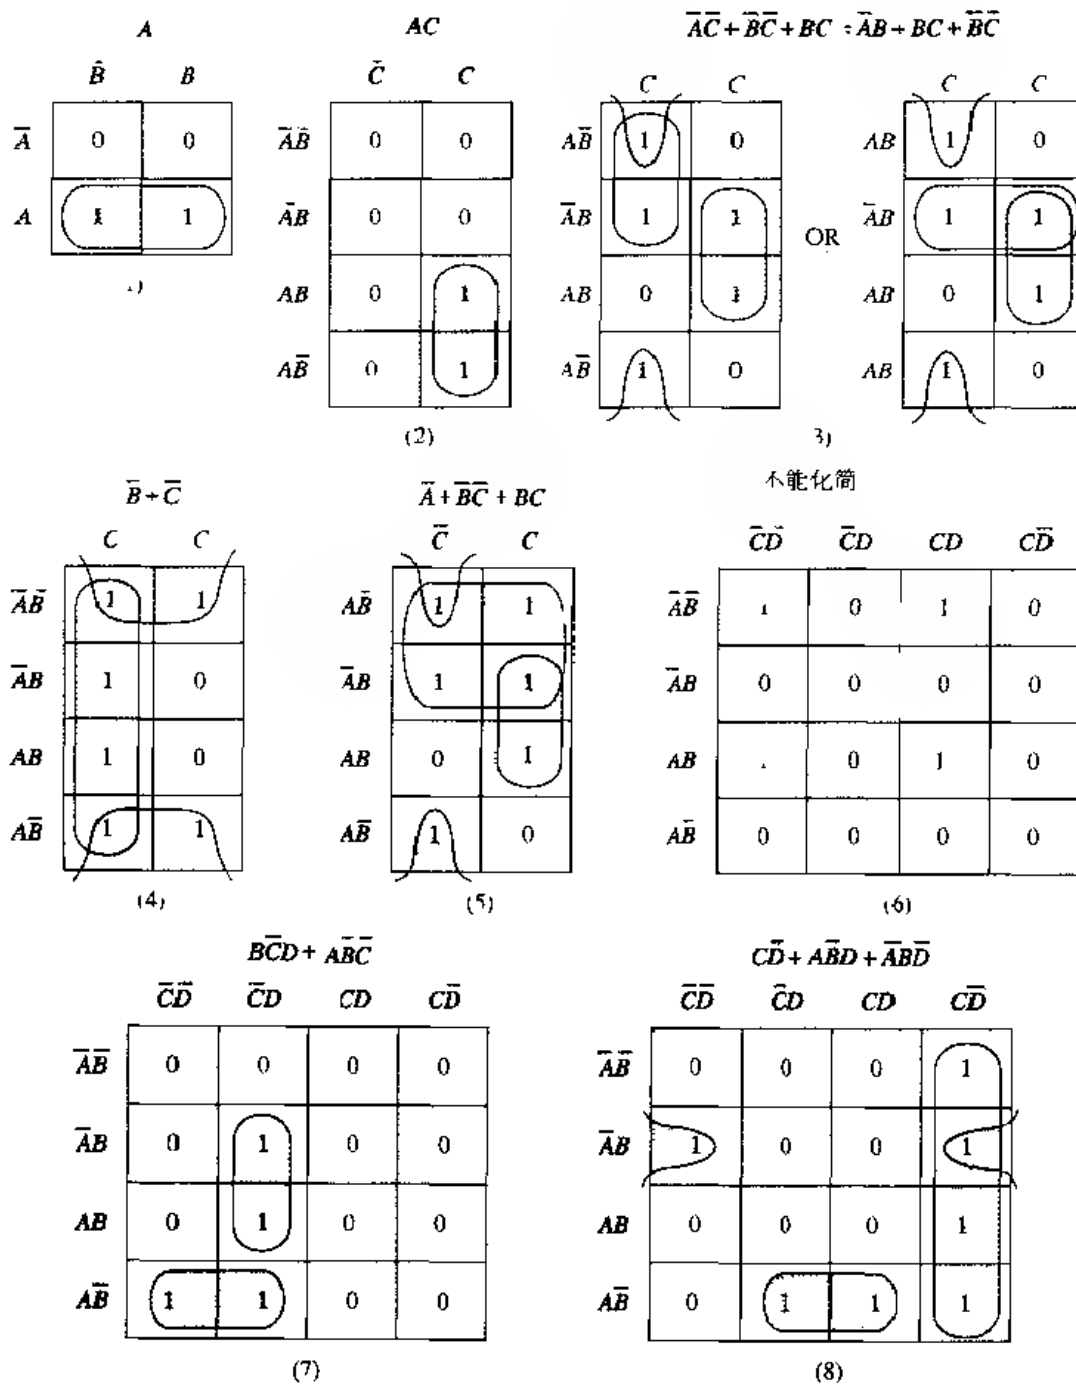 A
B̄ B
Ā 0 0
A 1 1
AC
C̄ C
ĀB̄ 0 0
ĀB 0 0
AB 0 1
AB̄ 0 1
(2)
A̅C̅ + B̅C̅ + BC = A̅B + BC + B̅C̅
C C
AB̄ 1 0
ĀB 1 1
AB 0 1
AB̄ 1 0
OR
C C
AB 1 0
ĀB 1 1
AB 0 1
AB 1 0
3)
B̄ + C̄
C C
ĀB̄ 1 1
ĀB 1 0
AB 1 0
AB̄ 1 1
(4)
Ā + B̄C̄ + BC
C̄ C
AB̄ 1 1
ĀB 1 1
AB 0 1
AB̄ 1 0
(5)
不能化简
C̄D̄ C̄D CD CD̄
ĀB̄ 1 0 1 0
ĀB 0 0 0 0
AB 0 1 0
AB̄ 0 0 0 0
(6)
BC̄D + AB̄C̄
C̄D̄ C̄D CD CD̄
ĀB̄ 0 0 0 0
ĀB 0 1 0 0
AB 0 1 0 0
AB̄ 1 1 0 0
(7)
CD̄ + AB̄D + ĀBD̄
C̄D̄ C̄D CD CD̄
ĀB̄ 0 0 0 1
ĀB 1 0 0 1
AB 0 0 0 1
AB̄ 0 1 1 1
(8)